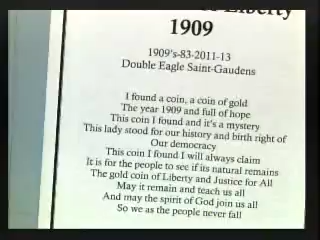 Liberty
1909
1909's-83-2011-13
Double Eagle Saint-Gaudens
I found a coin, a coin of gold
The year 1909 and full of hope
This coin I found and it's a mystery
This lady stood for our history and birth right of
Our democracy
This coin I found I will always claim
It is for the people to see if its natural remains
The gold coin of Liberty and Justice for All
May it remain and teach us all
And may the spirit of God join us all
So we as the people never fall